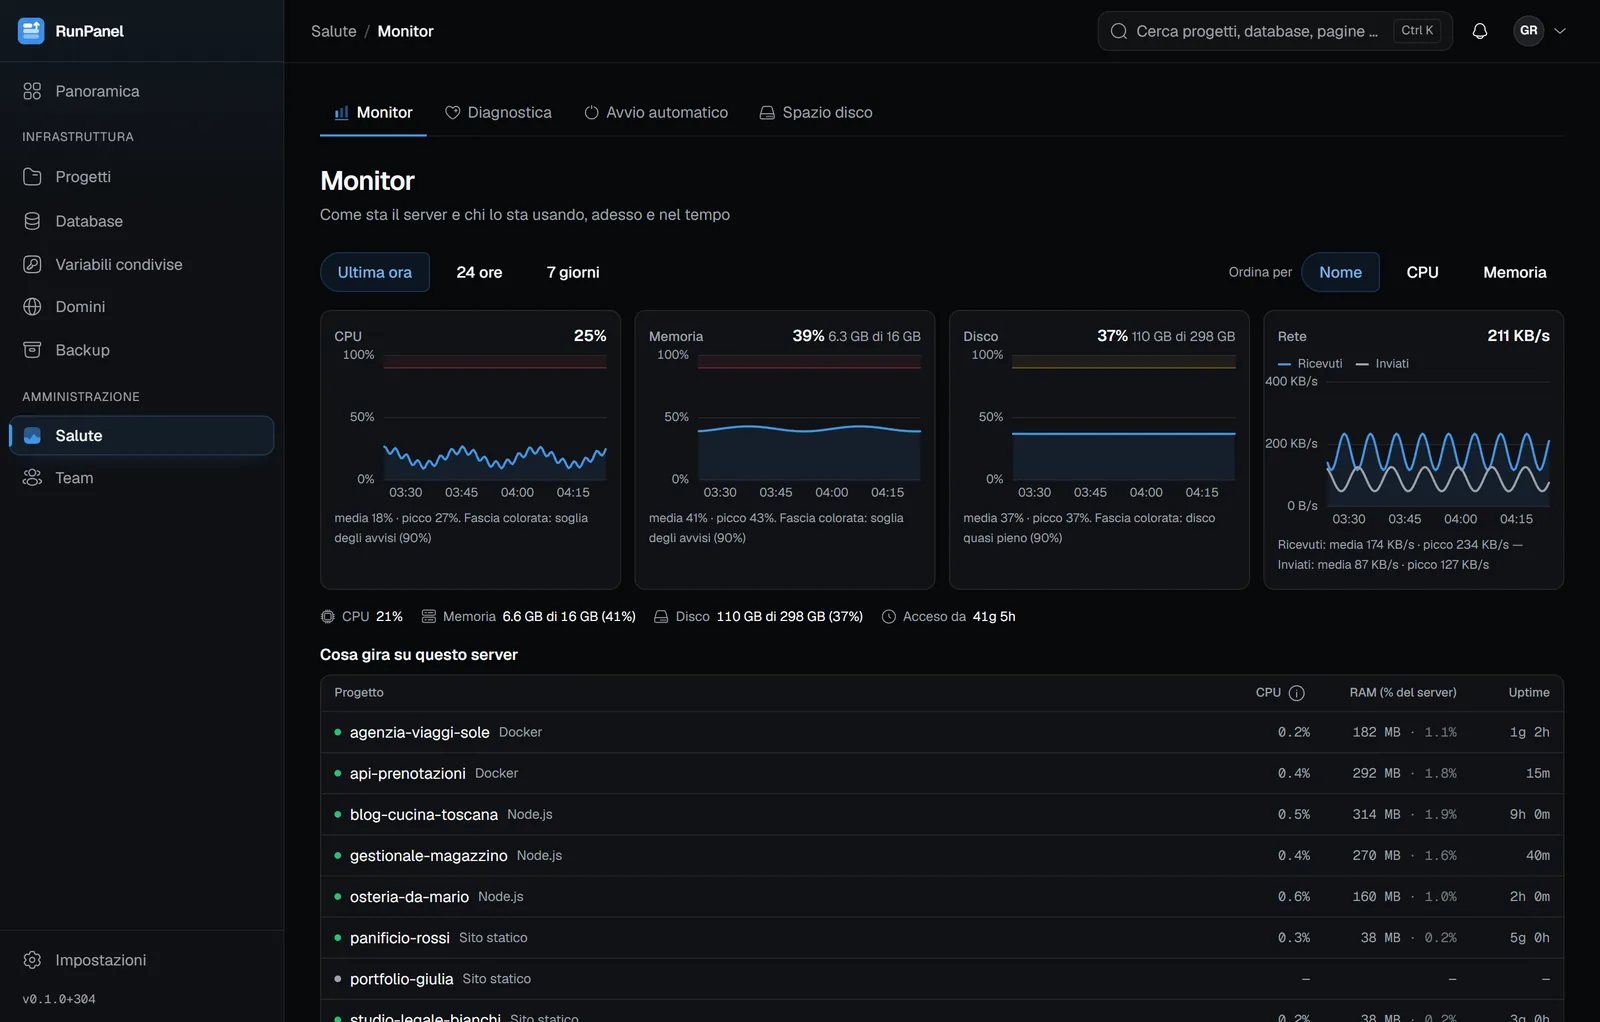 RunPanel
Salute / Monitor
Cerca progetti, database, pagine ...
Ctrl K
GR
Panoramica
INFRASTRUTTURA
Progetti
Database
Variabili condivise
Domini
Backup
AMMINISTRAZIONE
Salute
Team
Impostazioni
v0.1.0+304
Monitor Diagnostica Avvio automatico Spazio disco
Monitor
Come sta il server e chi lo sta usando, adesso e nel tempo
Ultima ora 24 ore 7 giorni
Ordina per Nome CPU Memoria
CPU 25%
100%
50%
0%
03:30 03:45 04:00 04:15
media 18% · picco 27%. Fascia colorata: soglia
degli avvisi (90%)
Memoria 39% 6.3 GB di 16 GB
100%
50%
0%
03:30 03:45 04:00 04:15
media 41% · picco 43%. Fascia colorata: soglia
degli avvisi (90%)
Disco 37% 110 GB di 298 GB
100%
50%
0%
03:30 03:45 04:00 04:15
media 37% · picco 37%. Fascia colorata: disco
quasi pieno (90%)
Rete 211 KB/s
Ricevuti Inviati
400 KB/s
200 KB/s
0 B/s
03:30 03:45 04:00 04:15
Ricevuti: media 174 KB/s · picco 234 KB/s —
Inviati: media 87 KB/s · picco 127 KB/s
CPU 21% Memoria 6.6 GB di 16 GB (41%) Disco 110 GB di 298 GB (37%) Acceso da 41g 5h
Cosa gira su questo server
Progetto CPU RAM (% del server) Uptime
agenzia-viaggi-sole Docker 0.2% 182 MB · 1.1% 1g 2h
api-prenotazioni Docker 0.4% 292 MB · 1.8% 15m
blog-cucina-toscana Node.js 0.5% 314 MB · 1.9% 9h 0m
gestionale-magazzino Node.js 0.4% 270 MB · 1.6% 40m
osteria-da-mario Node.js 0.6% 160 MB · 1.0% 2h 0m
panificio-rossi Sito statico 0.3% 38 MB · 0.2% 5g 0h
portfolio-giulia Sito statico – – –
studio-legale-bianchi Sito statico 0.2% 38 MB · 0.2% 3g 0h